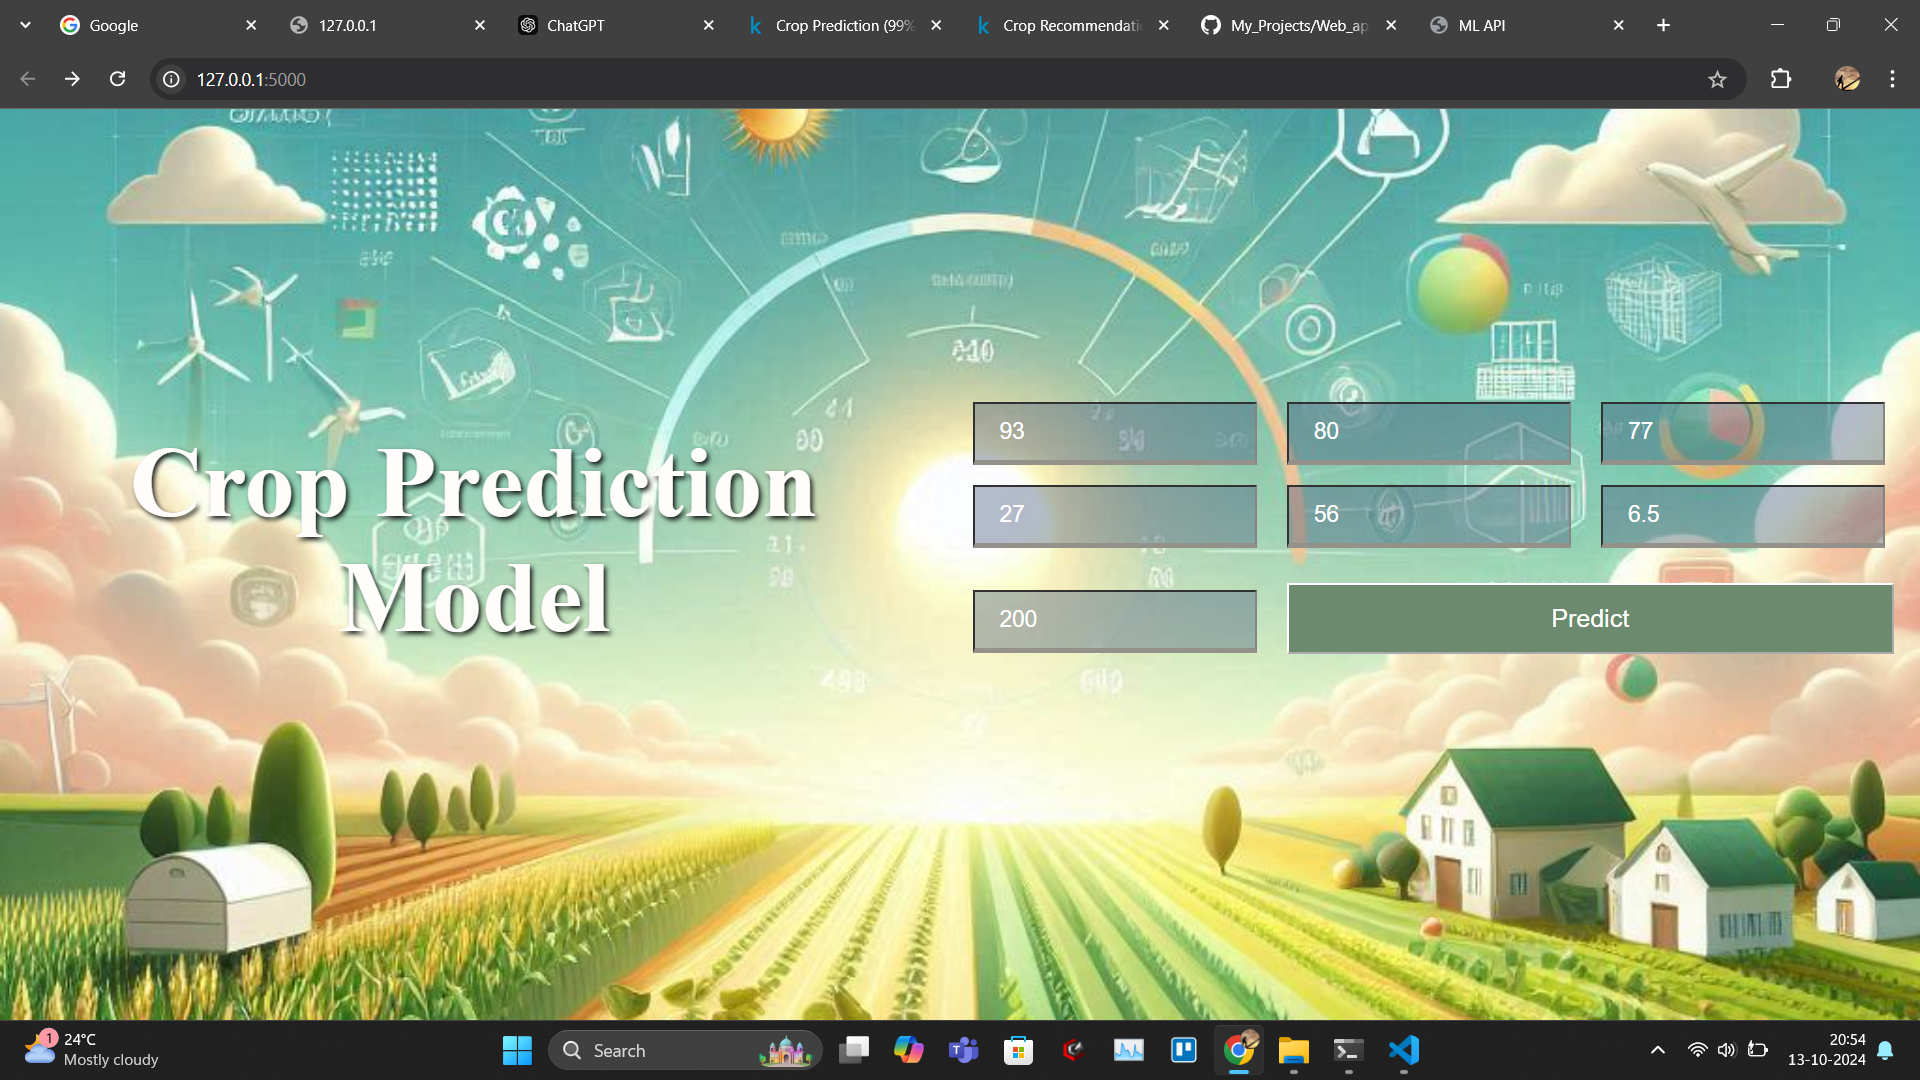 Google
127.0.0.1
ChatGPT
Crop Prediction (99%
Crop Recommendati
My_Projects/Web_ap
ML API
127.0.0.1:5000
Crop Prediction
Model
93
80
77
27
56
6.5
200
Predict
1
24°C
Mostly cloudy
Search
20:54
13-10-2024